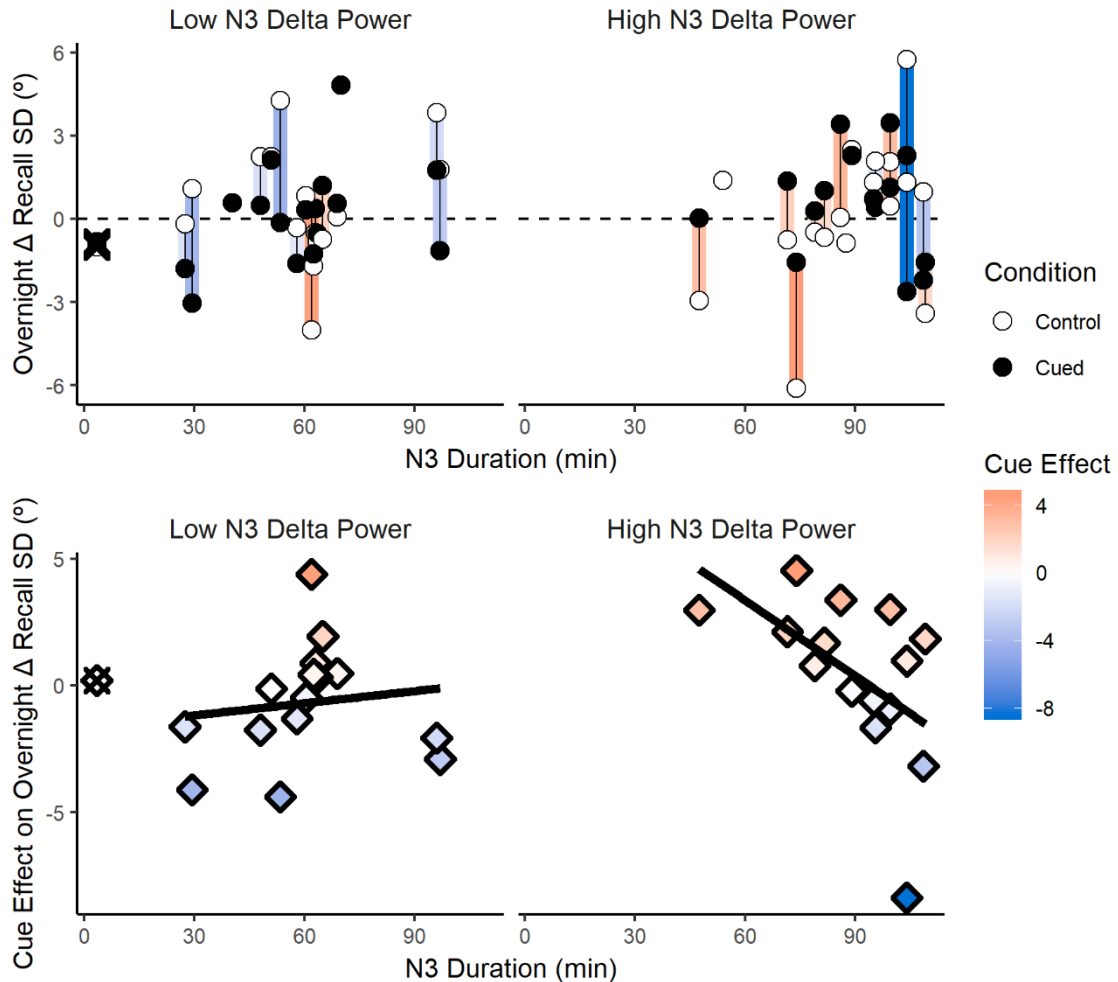 Low N3 Delta Power
High N3 Delta Power
Overnight Δ Recall SD (º)
6
3
0
-3
-6
0 30 60 90
0 30 60 90
N3 Duration (min)
Condition
Control
Cued
Cue Effect
4
0
-4
-8
Low N3 Delta Power
High N3 Delta Power
Cue Effect on Overnight Δ Recall SD (º)
5
0
-5
0 30 60 90
0 30 60 90
N3 Duration (min)